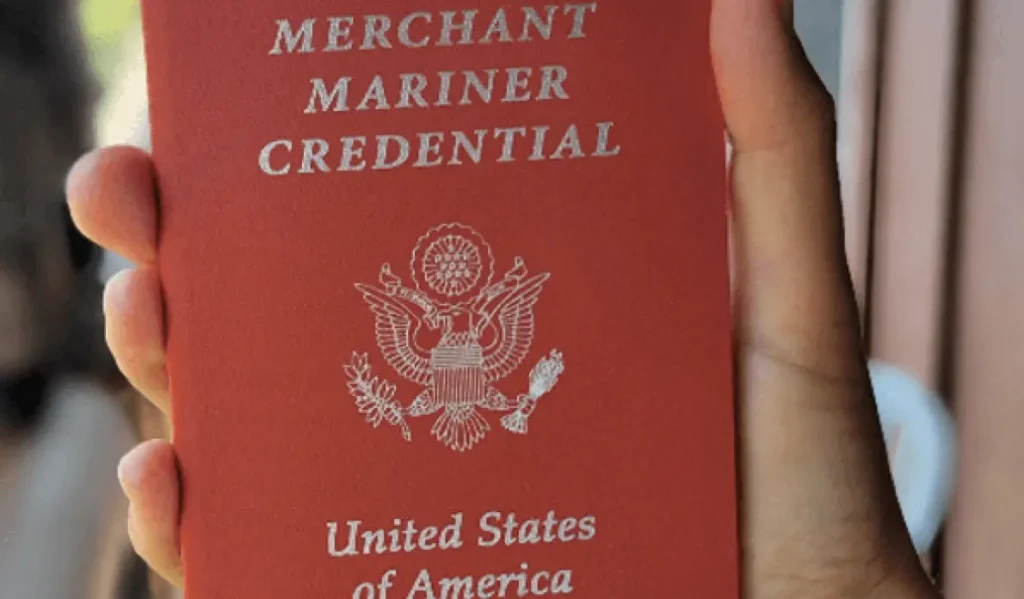 MERCHANT
MARINER
CREDENTIAL
United States
of America